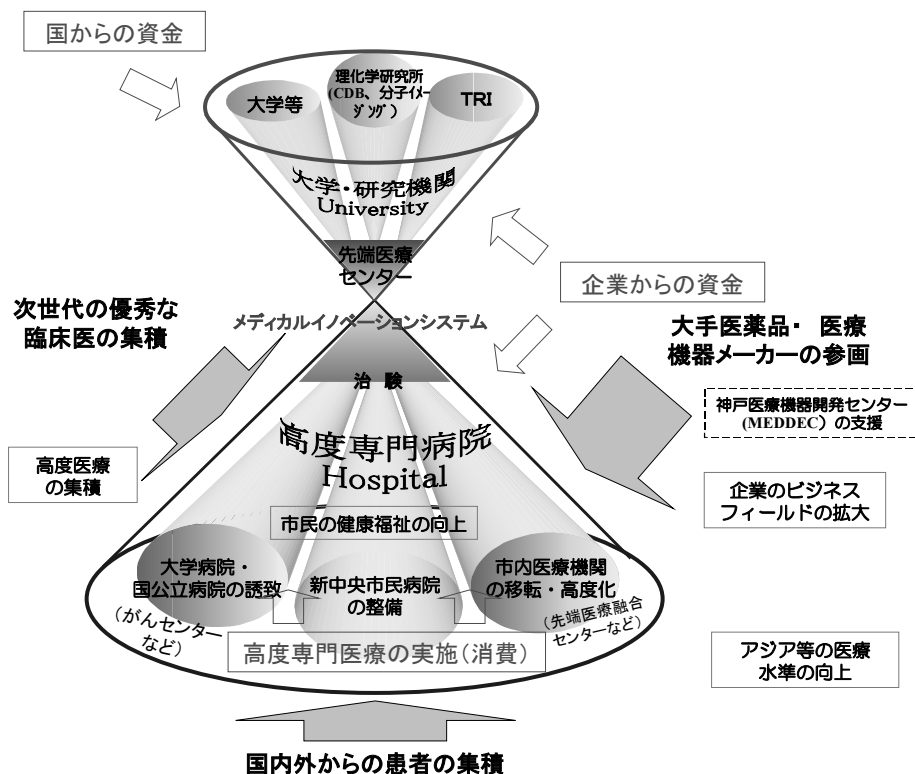 国からの資金
大学等
理化学研究所
(CDB、分子イメー
ジング）
TRI
大学・研究機関
University
先端医療
センター
企業からの資金
次世代の優秀な
臨床医の集積
メディカルイノベーションシステム
大手医薬品・ 医療
機器メーカーの参画
治 験
神戸医療機器開発センター
(MEDDEC）の支援
高度専門病院
Hospital
高度医療
の集積
企業のビジネス
フィールドの拡大
市民の健康福祉の向上
大学病院・
国公立病院の誘致
新中央市民病院
の整備
市内医療機関
の移転・高度化
(がんセンター
など)
(先端医療融合
センターなど)
高度専門医療の実施(消費)
アジア等の医療
水準の向上
国内外からの患者の集積